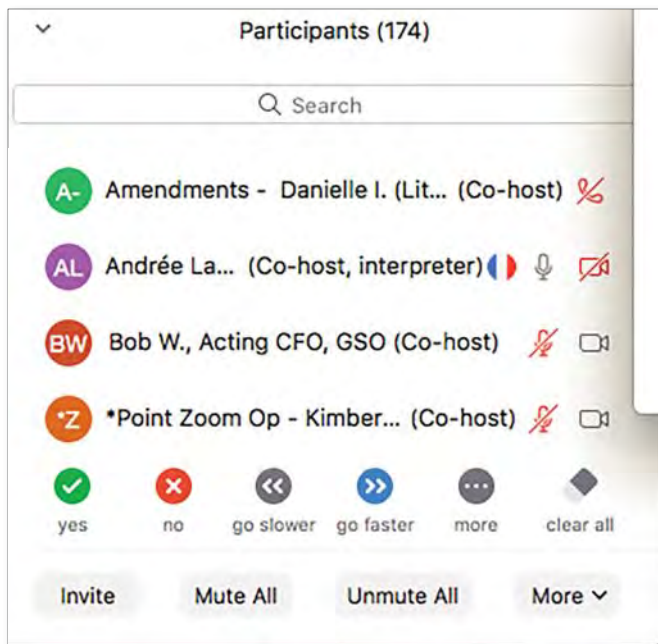 Participants (174)
Search
A- Amendments - Danielle I. (Lit... (Co-host)
AL Andrée La... (Co-host, interpreter)
BW Bob W., Acting CFO, GSO (Co-host)
*Z *Point Zoom Op - Kimber... (Co-host)
yes no go slower go faster more clear all
Invite Mute All Unmute All More